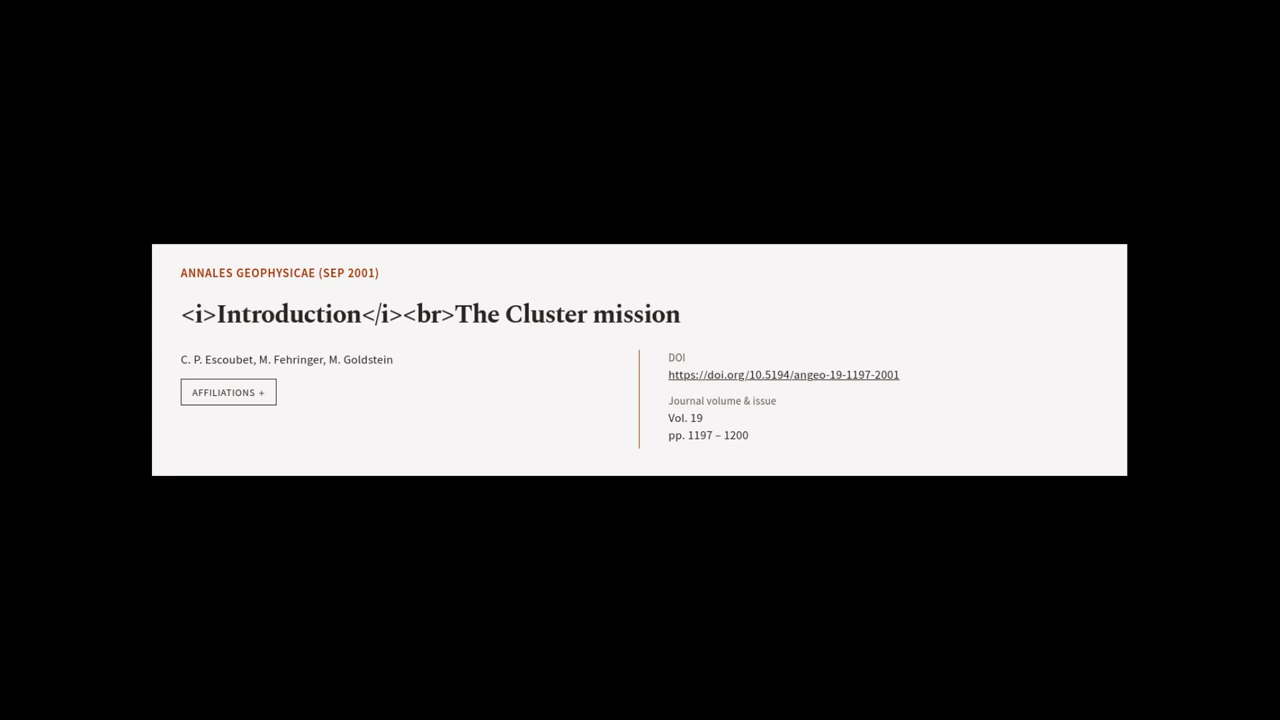 ANNALES GEOPHYSICAE (SEP 2001)
<i>Introduction</i><br>The Cluster mission
C. P. Escoubet, M. Fehringer, M. Goldstein
AFFILIATIONS +
DOI
https://doi.org/10.5194/angeo-19-1197-2001
Journal volume & issue
Vol. 19
pp. 1197 – 1200